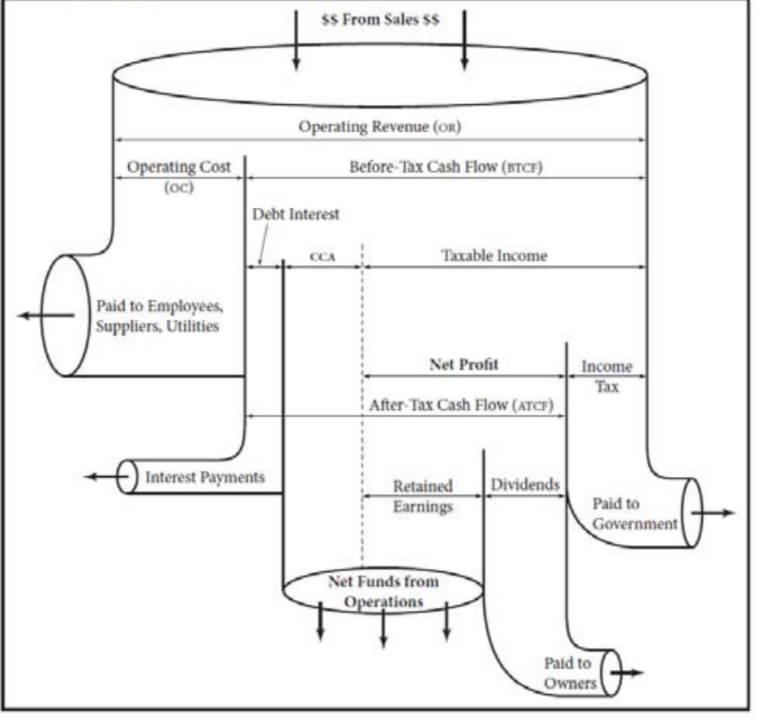 $$ From Sales $$
Operating Revenue (OR)
Operating Cost
(OC)
Before-Tax Cash Flow (BTCF)
Debt Interest
CCA
Taxable Income
Paid to Employees,
Suppliers, Utilities
Net Profit
Income
Tax
After-Tax Cash Flow (ATCF)
Interest Payments
Retained
Earnings
Dividends
Paid to
Government
Net Funds from
Operations
Paid to
Owners